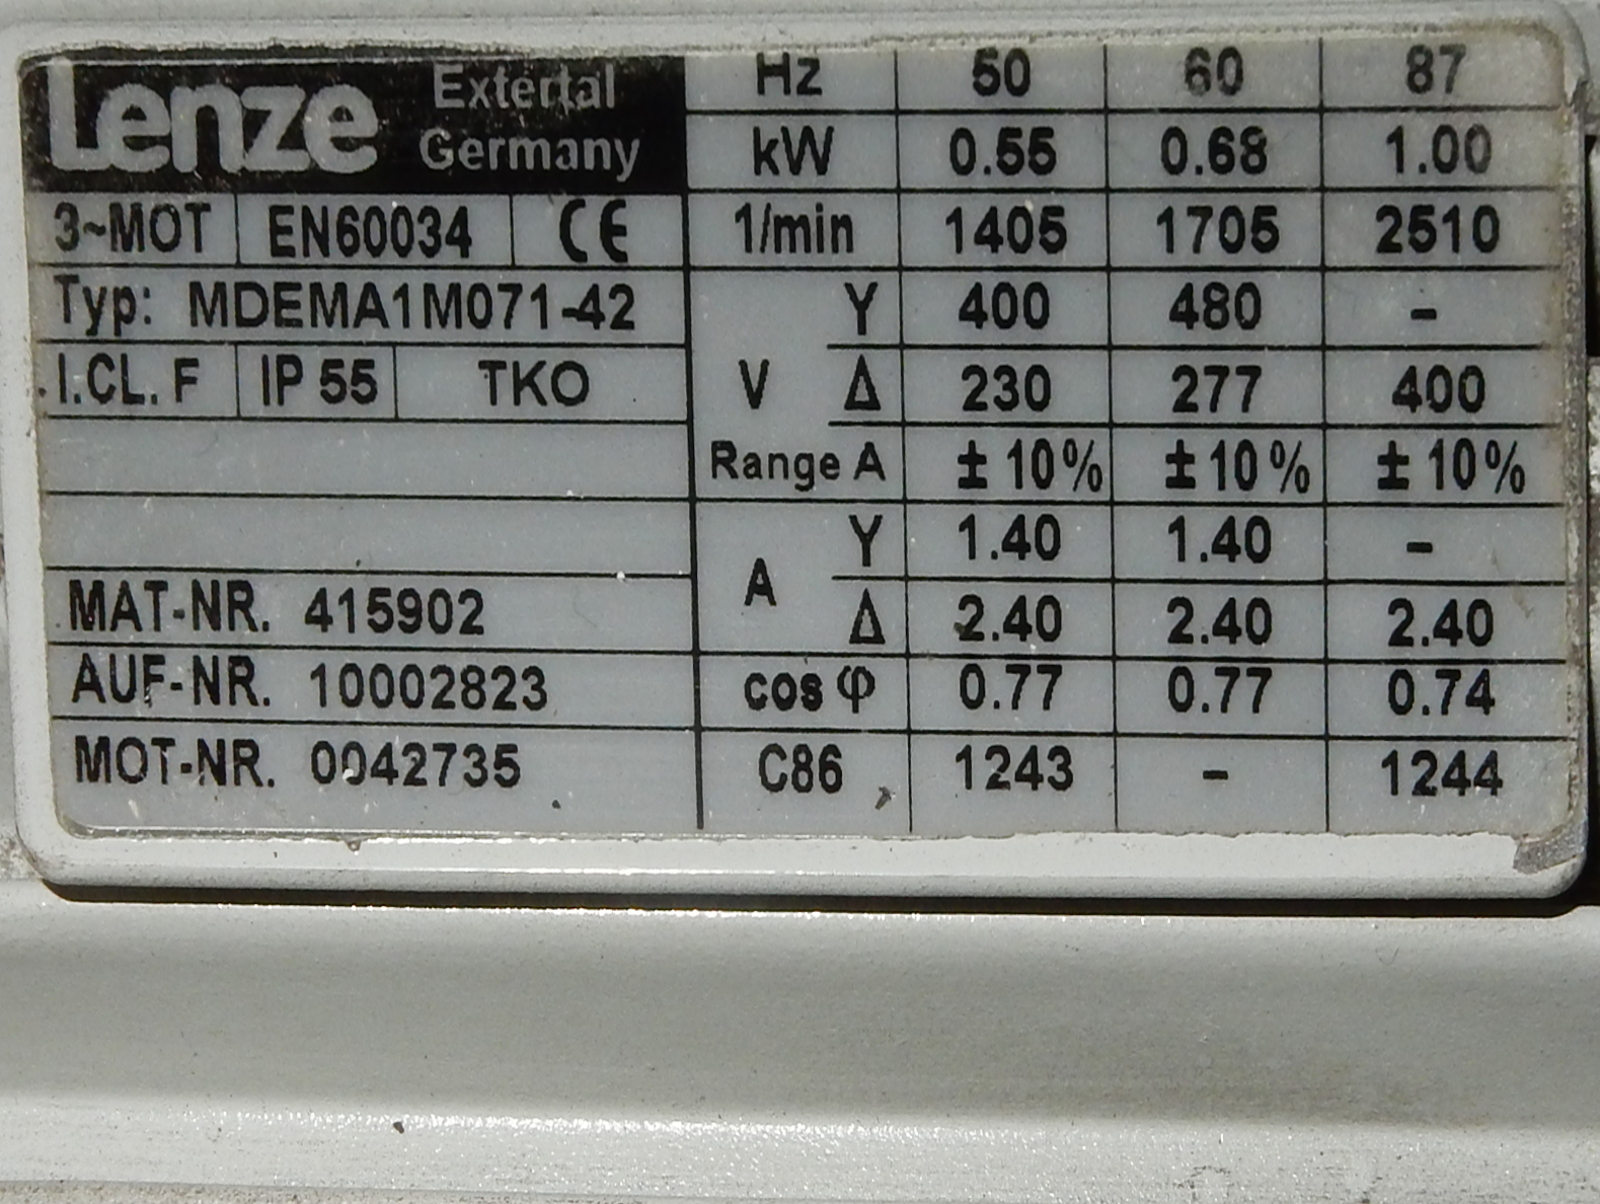 Lenze Extertal Germany
3~MOT EN60034 CE
Typ: MDEMA1M071-42
I.CL. F IP 55 TKO
MAT-NR. 415902
AUF-NR. 10002823
MOT-NR. 0042735
Hz 50 60 87
kW 0.55 0.68 1.00
1/min 1405 1705 2510
V Y 400 480 -
Δ 230 277 400
Range A ±10% ±10% ±10%
A Y 1.40 1.40 -
Δ 2.40 2.40 2.40
cos φ 0.77 0.77 0.74
C86 1243 - 1244